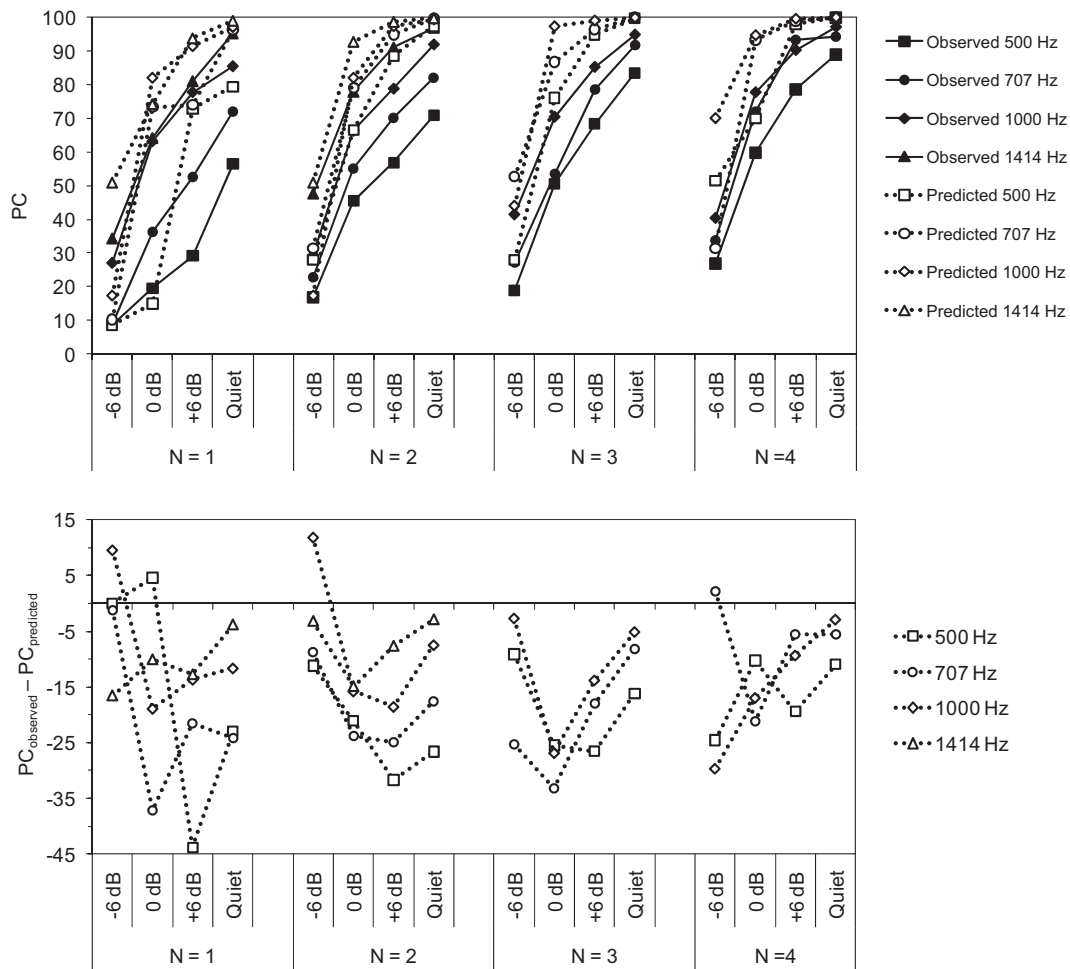 100
90
80
70
60
50
40
30
20
10
0
PC
-6 dB
0 dB
+6 dB
Quiet
-6 dB
0 dB
+6 dB
Quiet
-6 dB
0 dB
+6 dB
Quiet
-6 dB
0 dB
+6 dB
Quiet
N = 1
N = 2
N = 3
N =4
Observed 500 Hz
Observed 707 Hz
Observed 1000 Hz
Observed 1414 Hz
Predicted 500 Hz
Predicted 707 Hz
Predicted 1000 Hz
Predicted 1414 Hz
15
5
-5
-15
-25
-35
-45
PCobserved – PCpredicted
-6 dB
0 dB
+6 dB
Quiet
-6 dB
0 dB
+6 dB
Quiet
-6 dB
0 dB
+6 dB
Quiet
-6 dB
0 dB
+6 dB
Quiet
N = 1
N = 2
N = 3
N =4
500 Hz
707 Hz
1000 Hz
1414 Hz